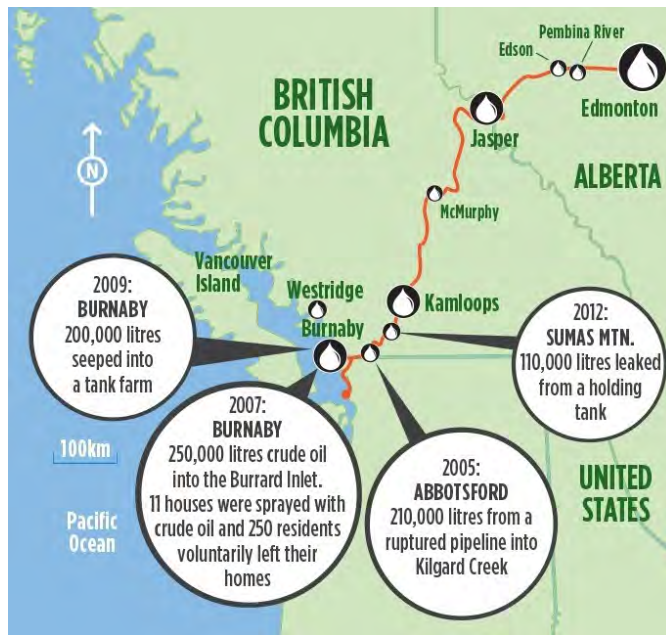 Pembina River
Edson
Edmonton
BRITISH
COLUMBIA
Jasper
ALBERTA
N
McMurphy
Vancouver
Island
Westridge
Burnaby
Kamloops
2009:
BURNABY
200,000 litres
seeped into
a tank farm
2012:
SUMAS MTN.
110,000 litres leaked
from a holding
tank
2007:
BURNABY
250,000 litres crude oil
into the Burrard Inlet.
11 houses were sprayed with
crude oil and 250 residents
voluntarily left their
homes
100km
2005:
ABBOTSFORD
210,000 litres from a
ruptured pipeline into
Kilgard Creek
UNITED
STATES
Pacific
Ocean